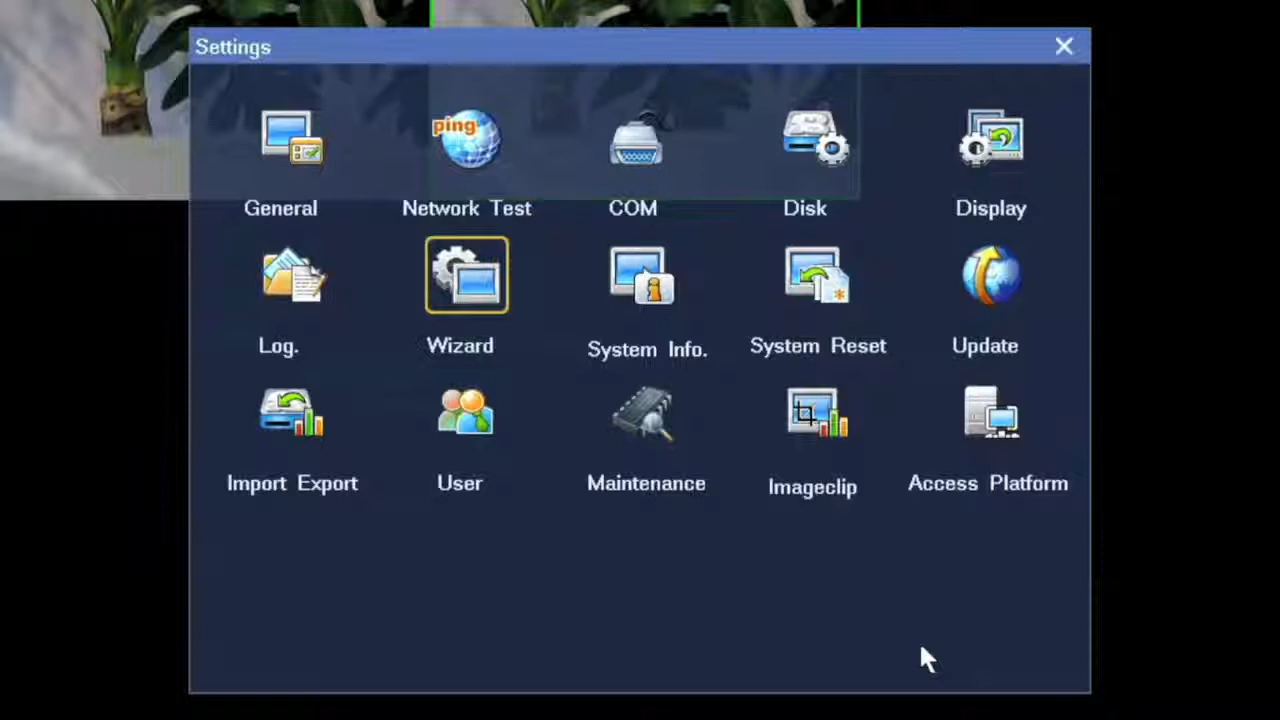 Settings
General
ping
Network Test
COM
Disk
Display
Log.
Wizard
System Info.
System Reset
Update
Import Export
User
Maintenance
Imageclip
Access Platform